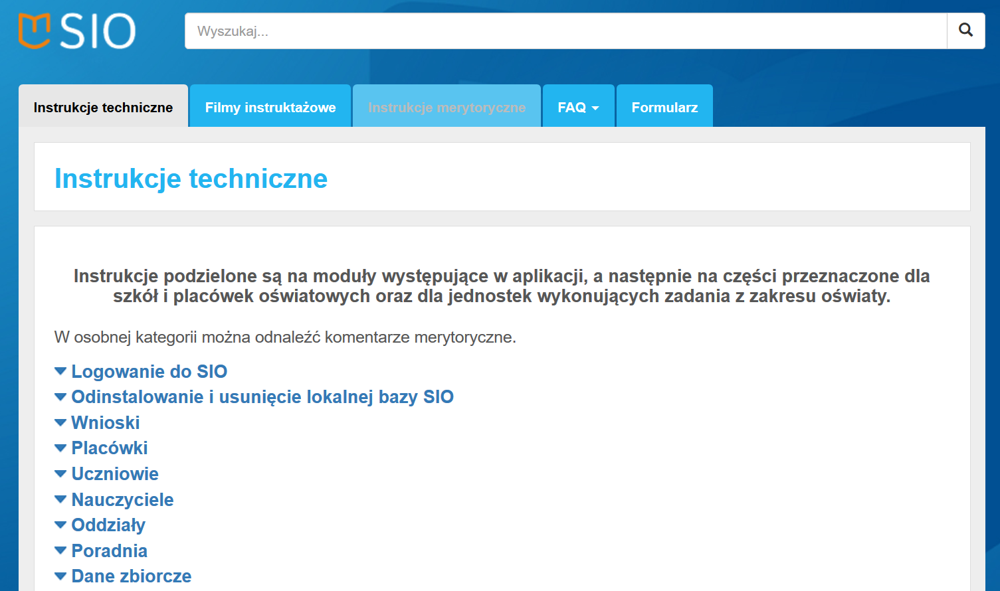 SIO
Wyszukaj...
Instrukcje techniczne
Filmy instruktażowe
Instrukcje merytoryczne
FAQ
Formularz
Instrukcje techniczne
Instrukcje podzielone są na moduły występujące w aplikacji, a następnie na części przeznaczone dla
szkół i placówek oświatowych oraz dla jednostek wykonujących zadania z zakresu oświaty.
W osobnej kategorii można odnaleźć komentarze merytoryczne.
Logowanie do SIO
Odinstalowanie i usunięcie lokalnej bazy SIO
Wnioski
Placówki
Uczniowie
Nauczyciele
Oddziały
Poradnia
Dane zbiorcze